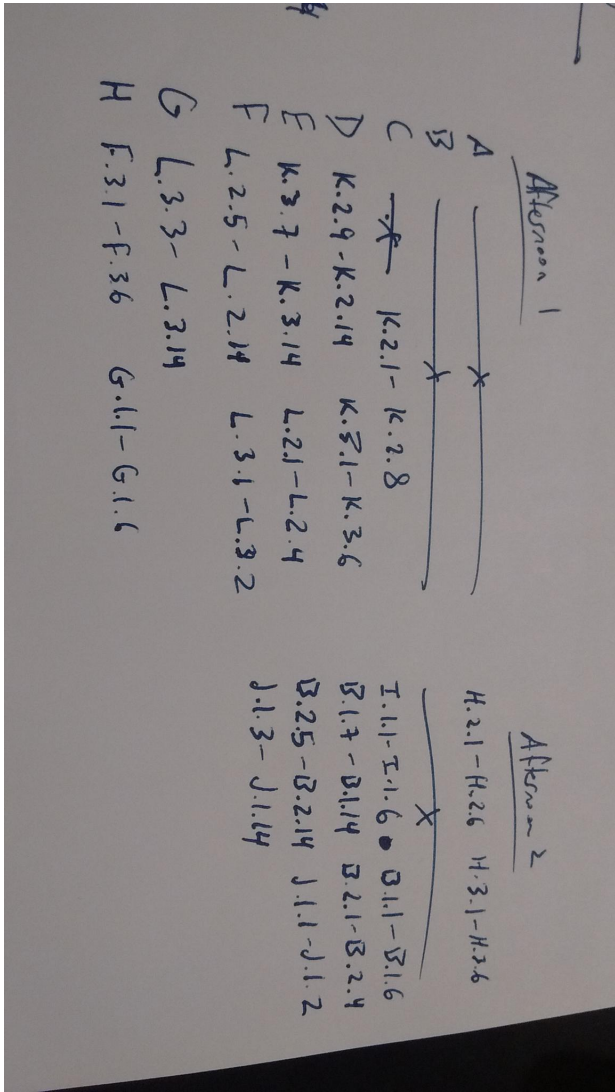 Afternoon 1
A X
B X
C X K.2.1 - K.2.8
D K.2.9 - K.2.14 K.3.1 - K.3.6
E K.3.7 - K.3.14 L.2.1 - L.2.4
F L.2.5 - L.2.14 L.3.1 - L.3.2
G L.3.3 - L.3.14
H F.3.1 - F.3.6 G.1.1 - G.1.6
Afternoon 2
H.2.1 - H.2.6 H.3.1 - H.3.6
X
I.1.1 - I.1.6 B.1.1 - B.1.6
B.1.7 - B.1.14 B.2.1 - B.2.4
B.2.5 - B.2.14 J.1.1 - J.1.2
J.1.3 - J.1.14